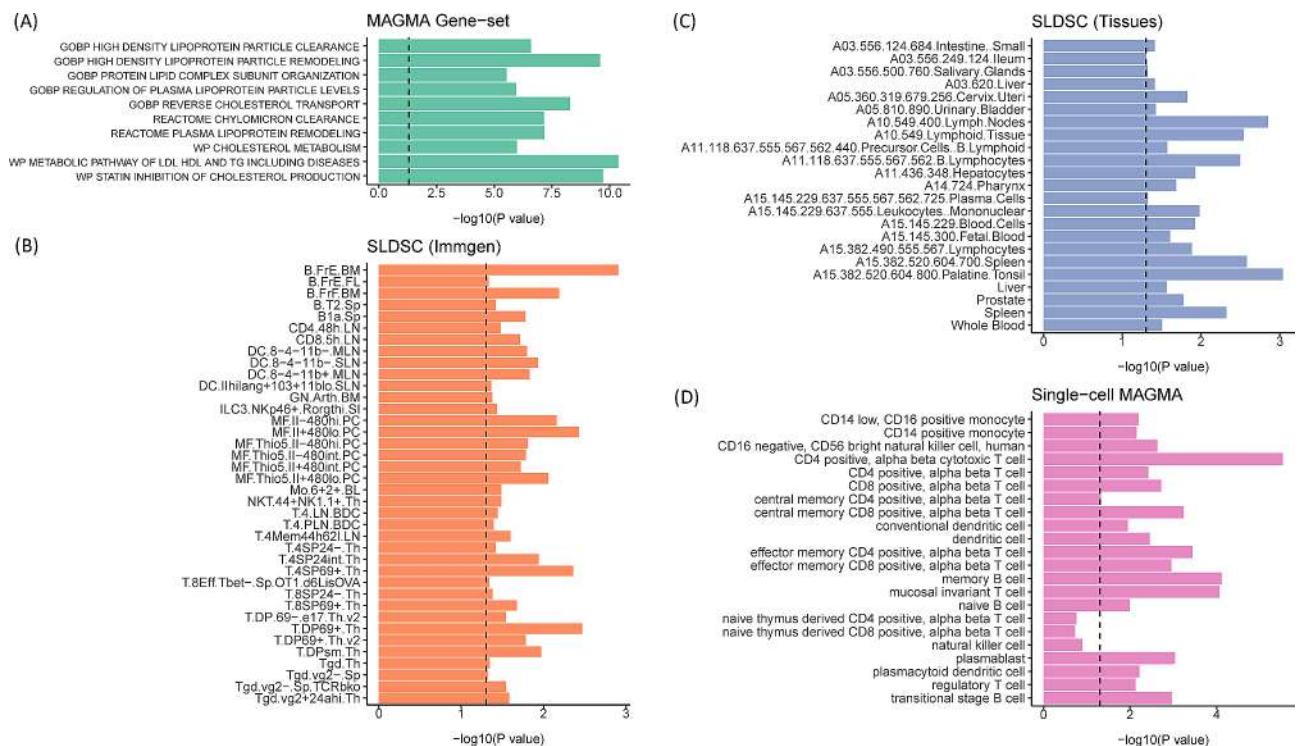 (A)
MAGMA Gene-set
GOBP HIGH DENSITY LIPOPROTEIN PARTICLE CLEARANCE
GOBP HIGH DENSITY LIPOPROTEIN PARTICLE REMODELING
GOBP PROTEIN LIPID COMPLEX SUBUNIT ORGANIZATION
GOBP REGULATION OF PLASMA LIPOPROTEIN PARTICLE LEVELS
GOBP REVERSE CHOLESTEROL TRANSPORT
REACTOME CHYLOMICRON CLEARANCE
REACTOME PLASMA LIPOPROTEIN REMODELING
WP CHOLESTEROL METABOLISM
WP METABOLIC PATHWAY OF LDL HDL AND TG INCLUDING DISEASES
WP STATIN INHIBITION OF CHOLESTEROL PRODUCTION
0.0 2.5 5.0 7.5 10.0
−log10(P value)
(B)
SLDSC (Immgen)
B.FrE.BM
B.FrE.FL
B.FrF.BM
B.T2.Sp
B1a.Sp
CD4.48h.LN
CD8.5h.LN
DC.8−4−11b−.MLN
DC.8−4−11b−.SLN
DC.8−4−11b+.MLN
DC.IIhilang+103+11blo.SLN
GN.Arth.BM
ILC3.NKp46+.Rorgthi.SI
MF.II−480hi.PC
MF.II+480lo.PC
MF.Thio5.II−480hi.PC
MF.Thio5.II−480int.PC
MF.Thio5.II+480int.PC
MF.Thio5.II+480lo.PC
Mo.6+2+.BL
NKT.44+NK1.1+.Th
T.4.LN.BDC
T.4.PLN.BDC
T.4Mem44h62l.LN
T.4SP24−.Th
T.4SP24int.Th
T.4SP69+.Th
T.8Eff.Tbet−.Sp.OT1.d6LisOVA
T.8SP24−.Th
T.8SP69+.Th
T.DP.69−.e17.Th.v2
T.DP69+.Th
T.DP69+.Th.v2
T.DPsm.Th
Tgd.Th
Tgd.vg2−.Sp
Tgd.vg2−.Sp.TCRbko
Tgd.vg2+24ahi.Th
0 1 2 3
−log10(P value)
(C)
SLDSC (Tissues)
A03.556.124.684.Intestine..Small
A03.556.249.124.Ileum
A03.556.500.760.Salivary.Glands
A03.620.Liver
A05.360.319.679.256.Cervix.Uteri
A05.810.890.Urinary.Bladder
A10.549.400.Lymph.Nodes
A10.549.Lymphoid.Tissue
A11.118.637.555.567.562.440.Precursor.Cells..B.Lymphoid
A11.118.637.555.567.562.B.Lymphocytes
A11.436.348.Hepatocytes
A14.724.Pharynx
A15.145.229.637.555.567.562.725.Plasma.Cells
A15.145.229.637.555.Leukocytes..Mononuclear
A15.145.229.Blood.Cells
A15.145.300.Fetal.Blood
A15.382.490.555.567.Lymphocytes
A15.382.520.604.700.Spleen
A15.382.520.604.800.Palatine.Tonsil
Liver
Prostate
Spleen
Whole Blood
0 1 2 3
−log10(P value)
(D)
Single-cell MAGMA
CD14 low, CD16 positive monocyte
CD14 positive monocyte
CD16 negative, CD56 bright natural killer cell, human
CD4 positive, alpha beta cytotoxic T cell
CD4 positive, alpha beta T cell
CD8 positive, alpha beta T cell
central memory CD4 positive, alpha beta T cell
central memory CD8 positive, alpha beta T cell
conventional dendritic cell
dendritic cell
effector memory CD4 positive, alpha beta T cell
effector memory CD8 positive, alpha beta T cell
memory B cell
mucosal invariant T cell
naive B cell
naive thymus derived CD4 positive, alpha beta T cell
naive thymus derived CD8 positive, alpha beta T cell
natural killer cell
plasmablast
plasmacytoid dendritic cell
regulatory T cell
transitional stage B cell
0 2 4
−log10(P value)